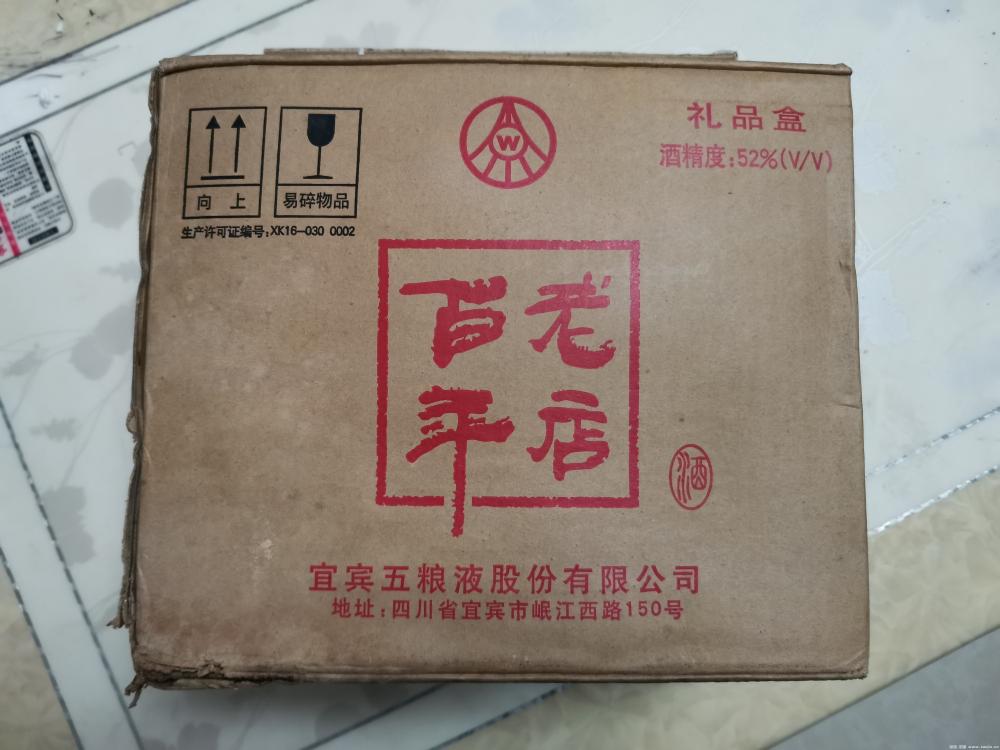 礼品盒
酒精度:52%(V/V)
W
向上
易碎物品
生产许可证编号:XK16-030 0002
百年
老店
酒
宜宾五粮液股份有限公司
地址:四川省宜宾市岷江西路150号